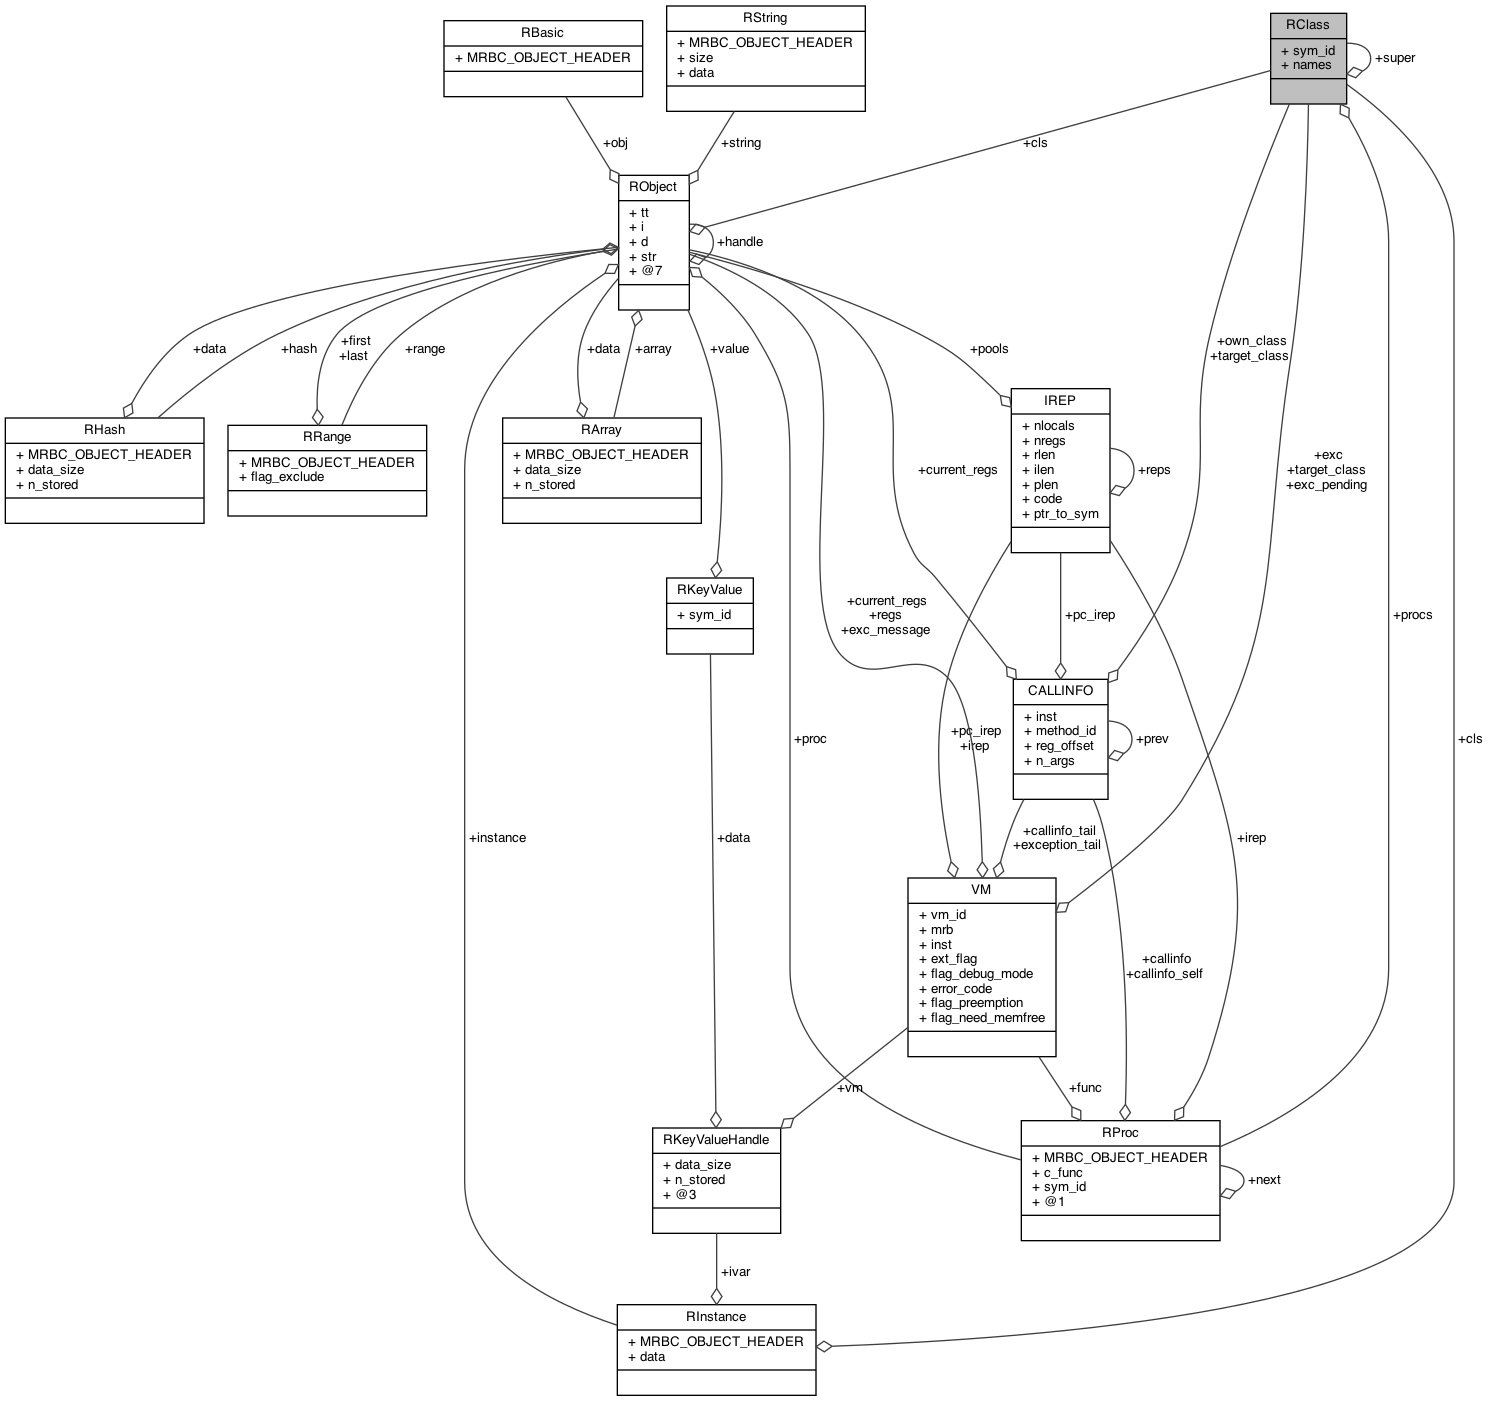 RBasic
+ MRBC_OBJECT_HEADER
RString
+ MRBC_OBJECT_HEADER
+ size
+ data
RClass
+ sym_id
+ names
+super
+obj
+string
+cls
RObject
+ tt
+ i
+ d
+ str
+ @7
+handle
+data
+hash
+first
+last
+range
+data
+array
+value
+pools
+own_class
+target_class
RHash
+ MRBC_OBJECT_HEADER
+ data_size
+ n_stored
RRange
+ MRBC_OBJECT_HEADER
+ flag_exclude
RArray
+ MRBC_OBJECT_HEADER
+ data_size
+ n_stored
IREP
+ nlocals
+ nregs
+ rlen
+ ilen
+ plen
+ code
+ ptr_to_sym
+reps
+current_regs
+exc
+target_class
+exc_pending
RKeyValue
+ sym_id
+current_regs
+regs
+exc_message
+pc_irep
+procs
CALLINFO
+ inst
+ method_id
+ reg_offset
+ n_args
+prev
+proc
+pc_irep
+irep
+cls
+instance
+data
+callinfo_tail
+exception_tail
+irep
VM
+ vm_id
+ mrb
+ inst
+ ext_flag
+ flag_debug_mode
+ error_code
+ flag_preemption
+ flag_need_memfree
+callinfo
+callinfo_self
+vm
+func
RKeyValueHandle
+ data_size
+ n_stored
+ @3
RProc
+ MRBC_OBJECT_HEADER
+ c_func
+ sym_id
+ @1
+next
+ivar
RInstance
+ MRBC_OBJECT_HEADER
+ data